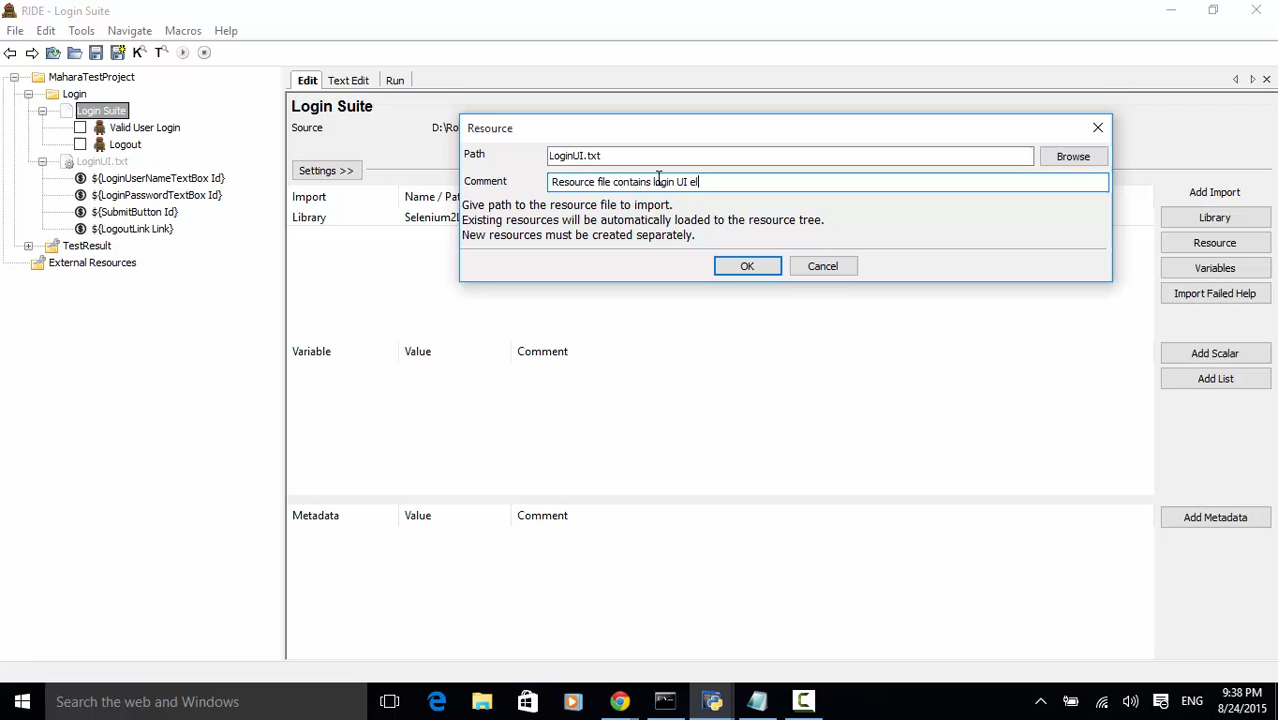 RIDE - Login Suite
File Edit Tools Navigate Macros Help
MaharaTestProject
Login
Login Suite
Valid User Login
Logout
LoginUI.txt
${LoginUserNameTextBox Id}
${LoginPasswordTextBox Id}
${SubmitButton Id}
${LogoutLink Link}
TestResult
External Resources
Edit Text Edit Run
Login Suite
Source D:\Ro
Settings >>
Import Name / Pat
Library Selenium2L
Resource
Path LoginUI.txt Browse
Comment Resource file contains login UI el
Give path to the resource file to import.
Existing resources will be automatically loaded to the resource tree.
New resources must be created separately.
OK Cancel
Add Import
Library
Resource
Variables
Import Failed Help
Variable Value Comment
Add Scalar
Add List
Metadata Value Comment
Add Metadata
Search the web and Windows
ENG
9:38 PM
8/24/2015